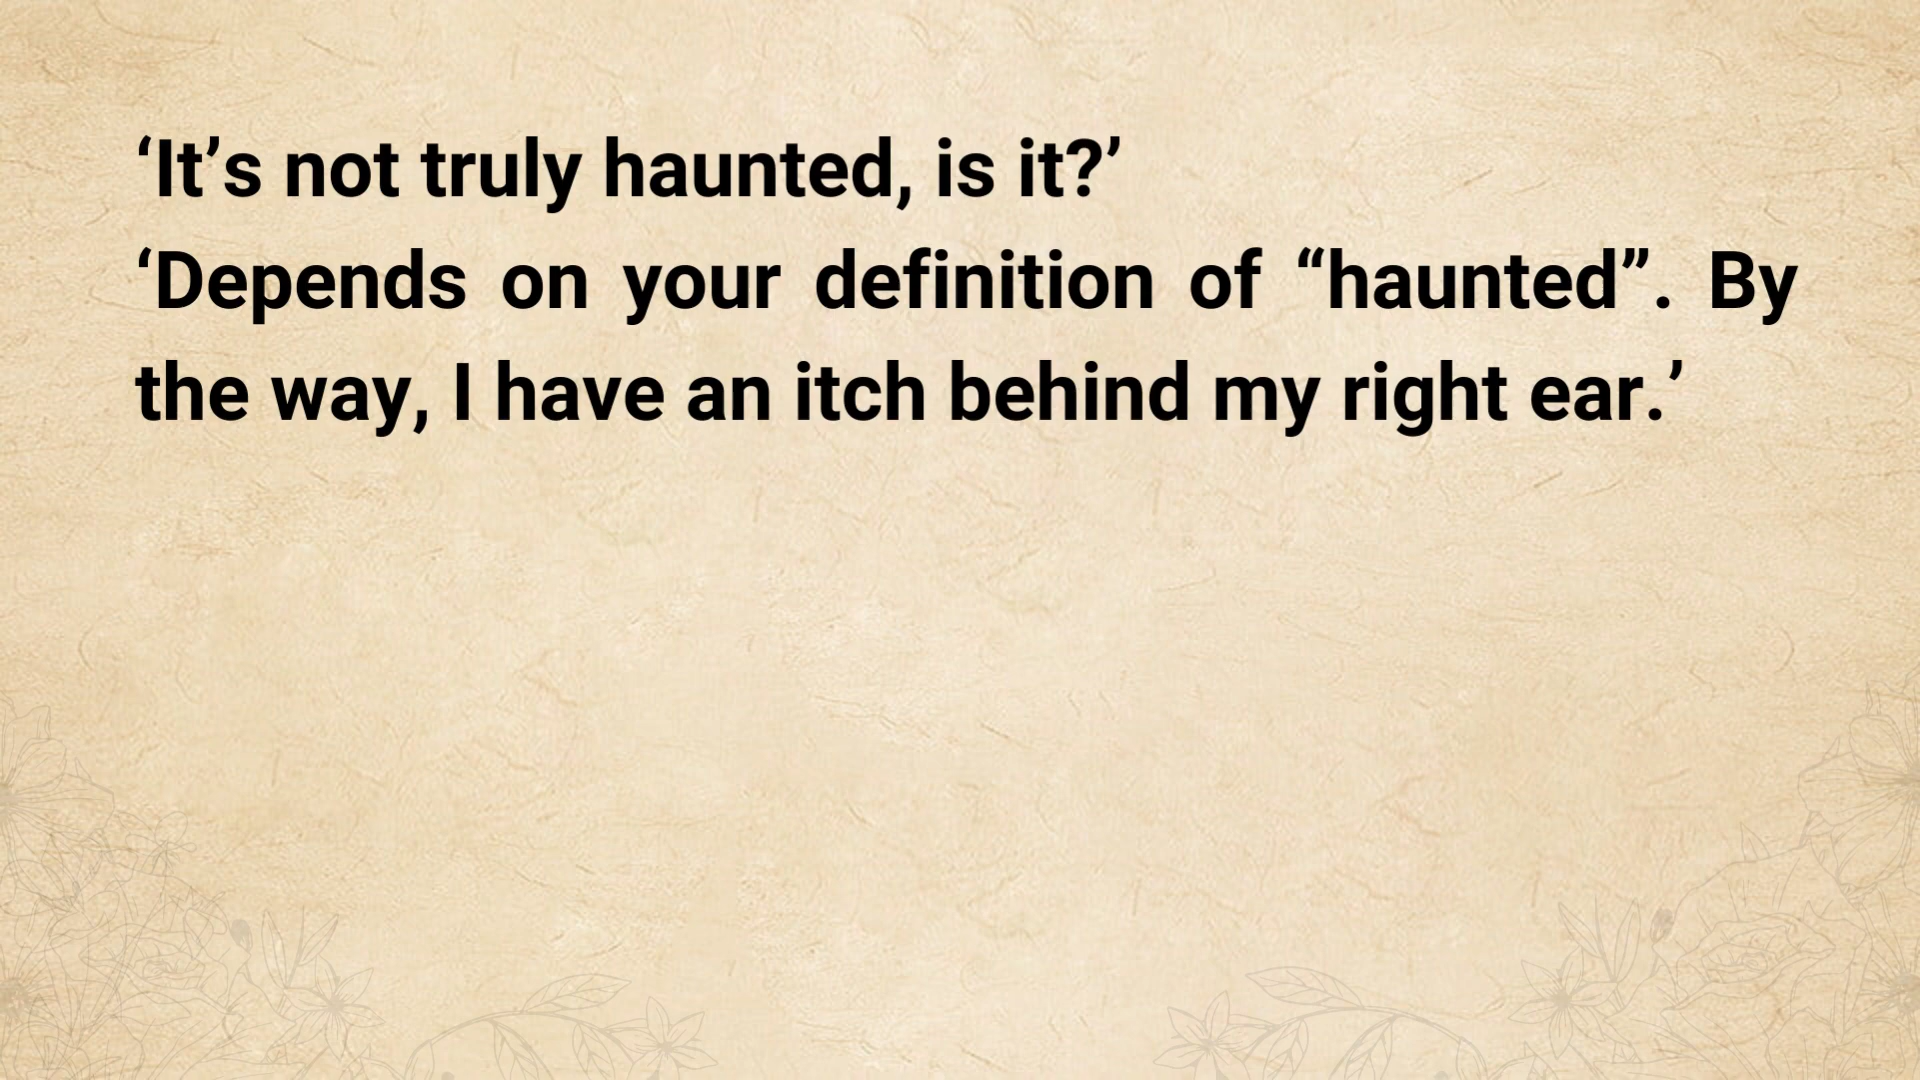 ‘It’s not truly haunted, is it?’
‘Depends on your definition of “haunted”. By
the way, I have an itch behind my right ear.’